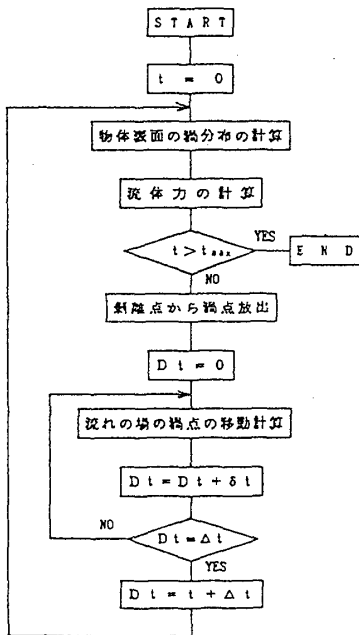 START
t = 0
物体表面の渦分布の計算
流体力の計算
t > tmax
YES
END
NO
剥離点から渦点放出
Dt = 0
流れの場の渦点の移動計算
Dt = Dt + δt
NO
Dt = Δt
YES
Dt = t + Δt